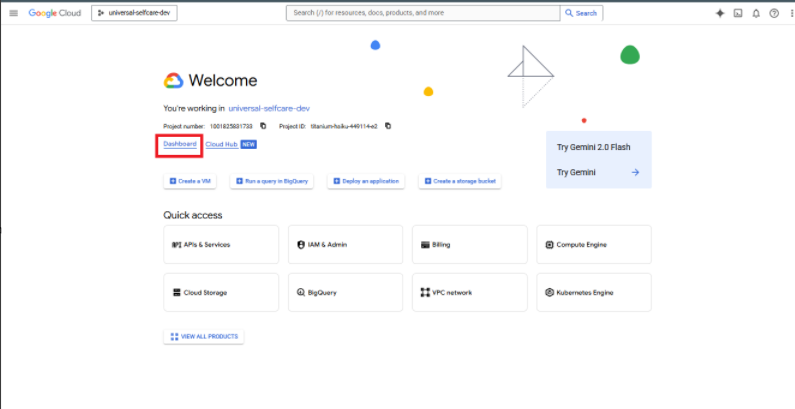 Google Cloud universal-selfcare-dev Search (/) for resources, docs, products, and more Search
Welcome
You're working in universal-selfcare-dev
Project number: 1001825831733 Project ID: titanium-haiku-449114-e2
Dashboard Cloud Hub NEW
Try Gemini 2.0 Flash
Try Gemini
Create a VM Run a query in BigQuery Deploy an application Create a storage bucket
Quick access
API APIs & Services IAM & Admin Billing Compute Engine
Cloud Storage BigQuery VPC network Kubernetes Engine
VIEW ALL PRODUCTS